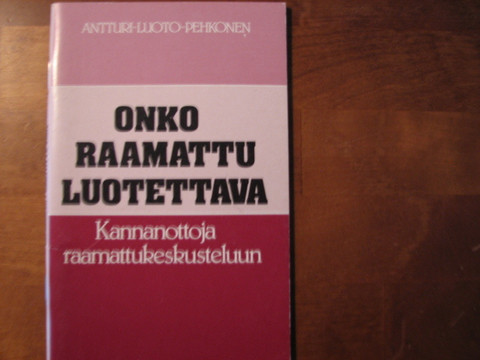 ANTTURI-LUOTO-PEHKONEN
ONKO
RAAMATTU
LUOTETTAVA
Kannanottoja
raamattukeskusteluun